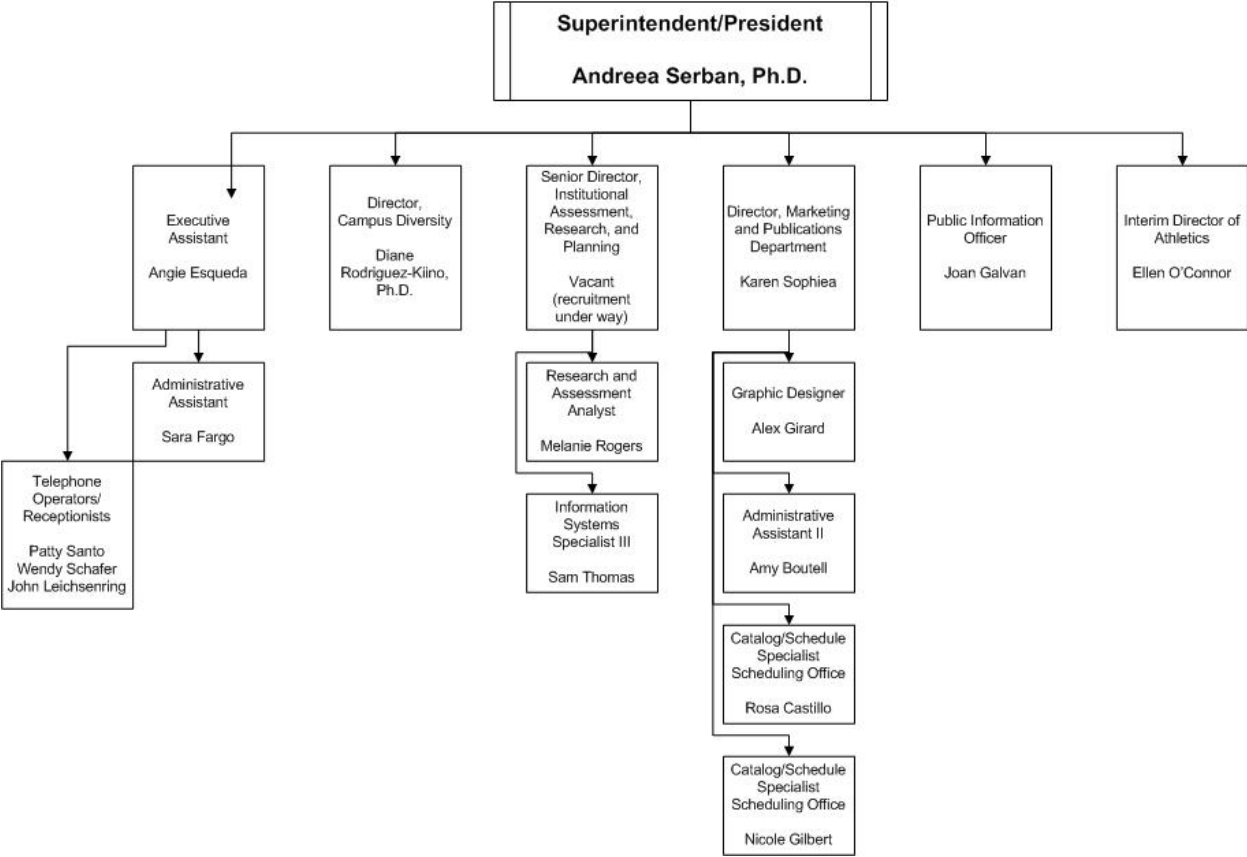 Superintendent/President
Andreea Serban, Ph.D.
Executive
Assistant
Angie Esqueda
Director,
Campus Diversity
Diane
Rodriguez-Kiino,
Ph.D.
Senior Director,
Institutional
Assessment,
Research, and
Planning
Vacant
(recruitment
under way)
Director, Marketing
and Publications
Department
Karen Sophiea
Public Information
Officer
Joan Galvan
Interim Director of
Athletics
Ellen O'Connor
Administrative
Assistant
Sara Fargo
Telephone
Operators/
Receptionists
Patty Santo
Wendy Schafer
John Leichsenring
Research and
Assessment
Analyst
Melanie Rogers
Information
Systems
Specialist III
Sam Thomas
Graphic Designer
Alex Girard
Administrative
Assistant II
Amy Boutell
Catalog/Schedule
Specialist
Scheduling Office
Rosa Castillo
Catalog/Schedule
Specialist
Scheduling Office
Nicole Gilbert